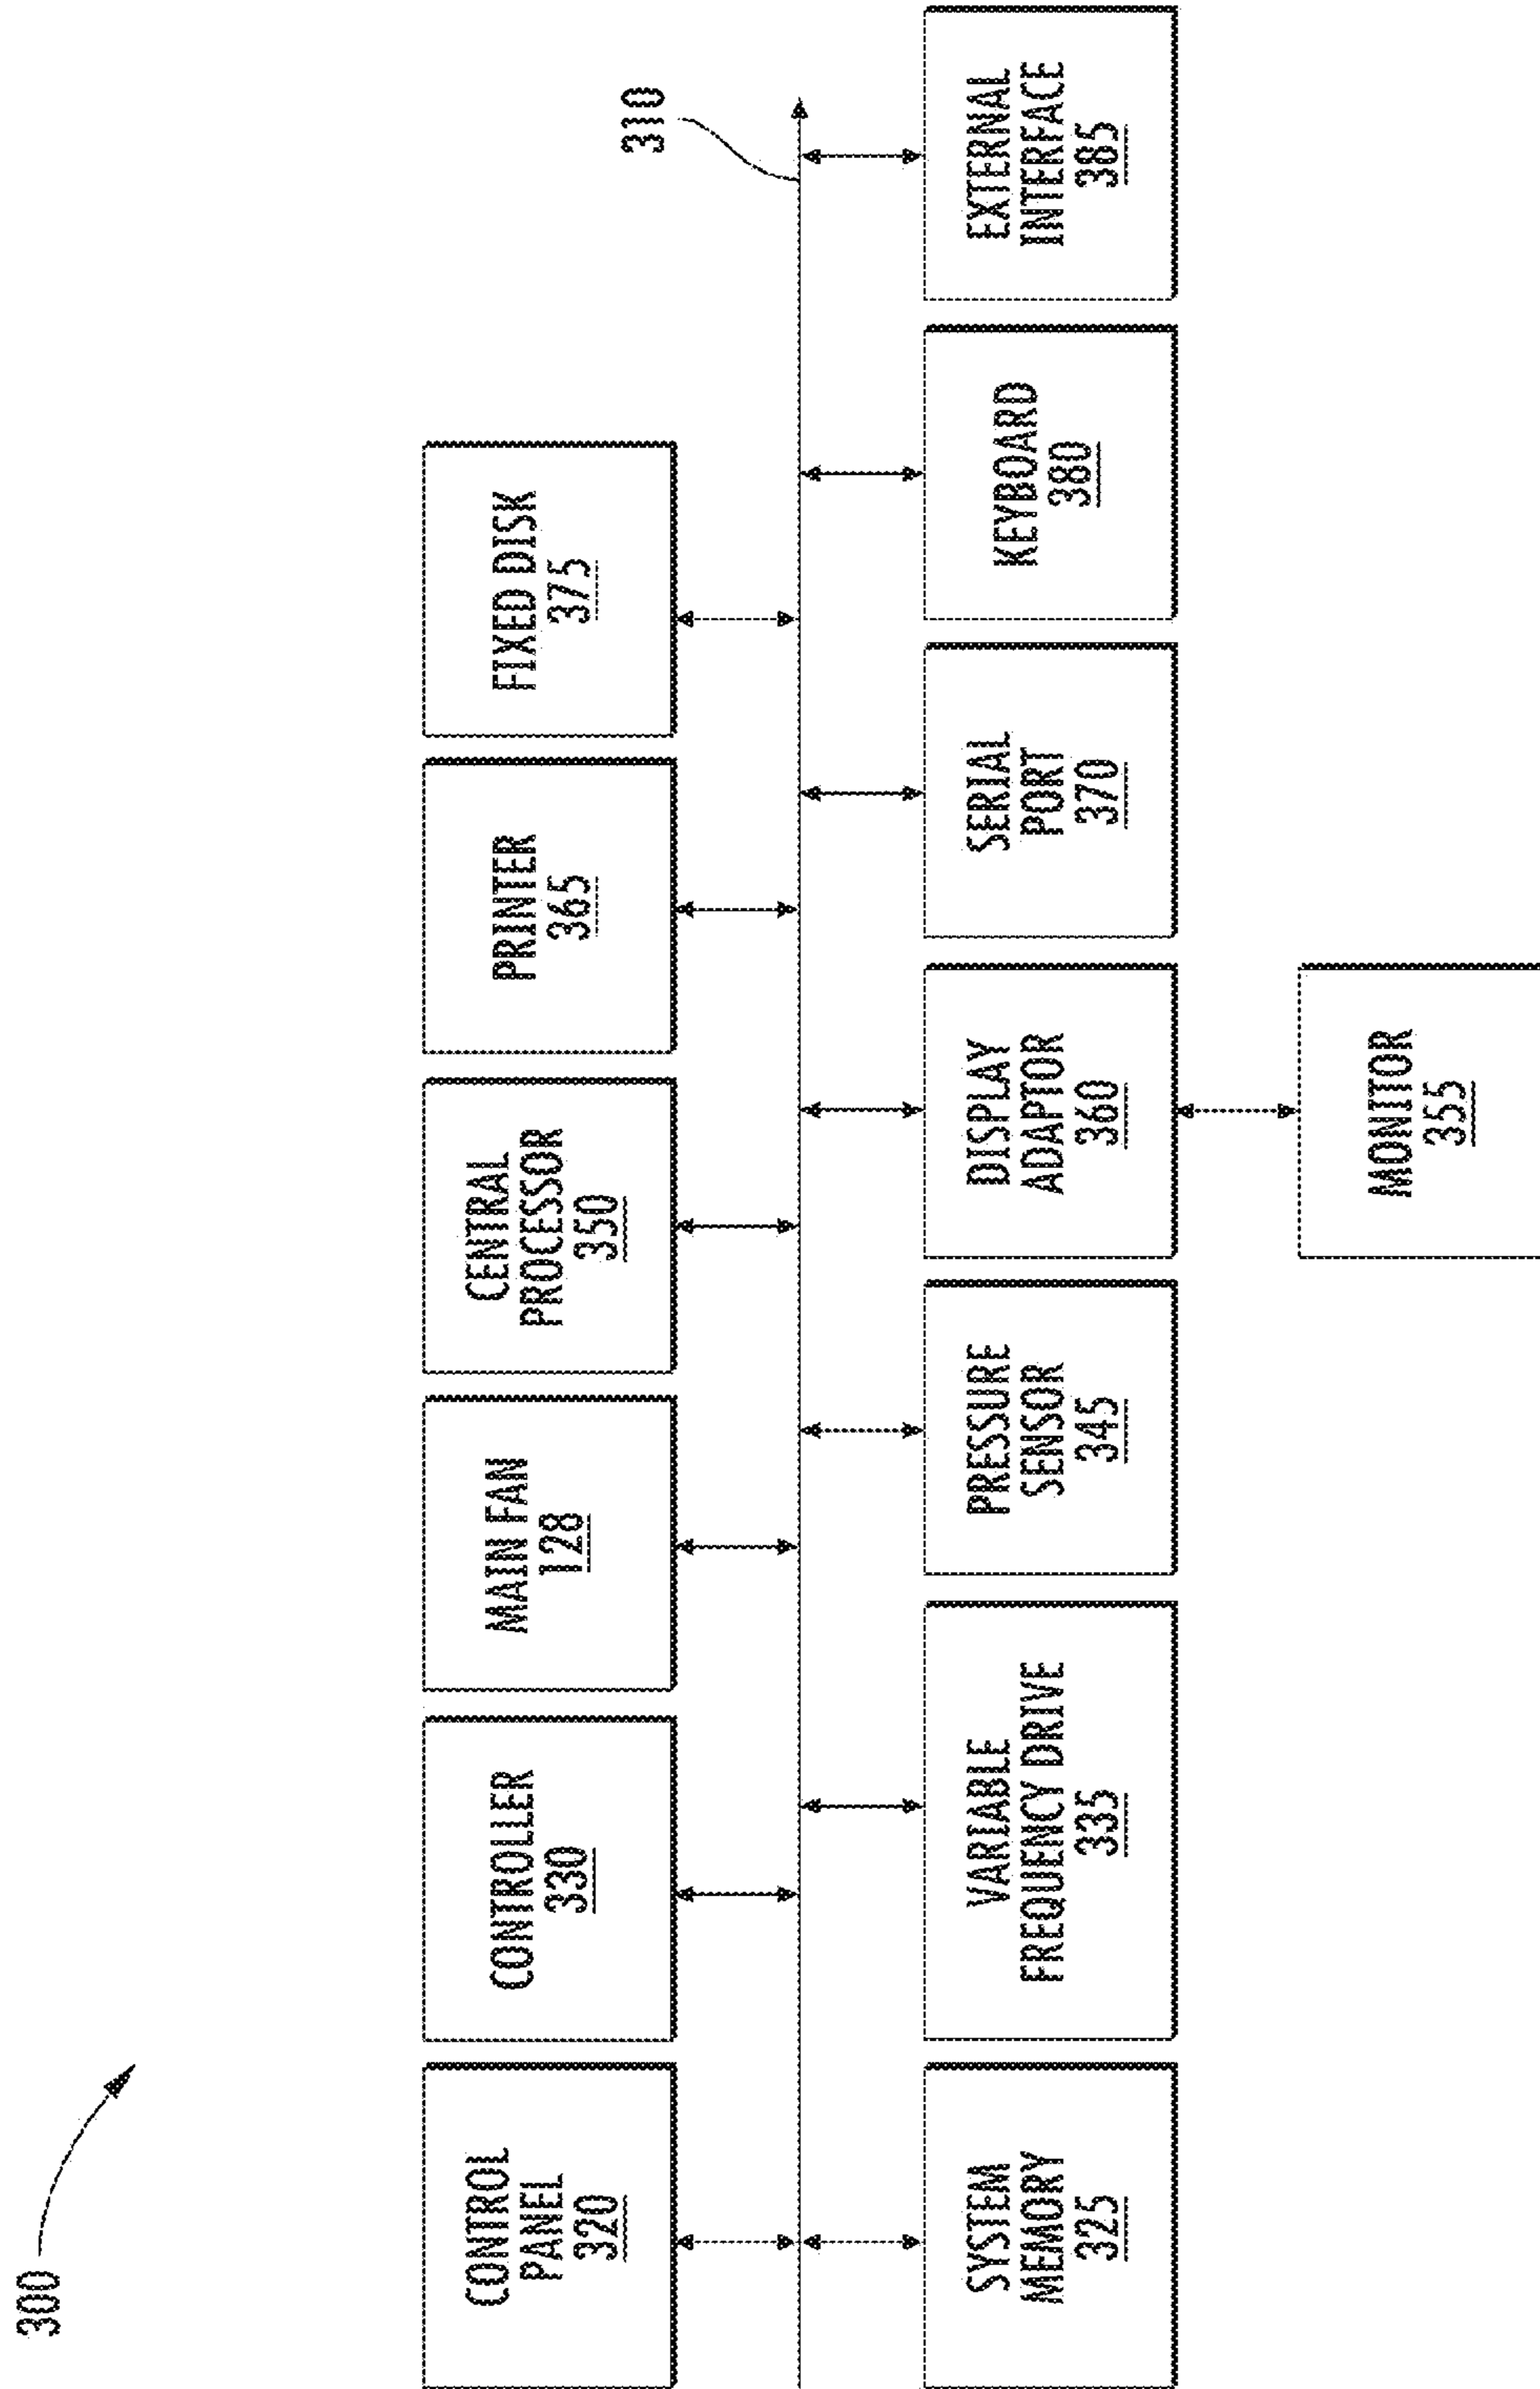 300
310
CONTROL
PANEL
320
CONTROLLER
330
MAIN FAN
128
CENTRAL
PROCESSOR
350
PRINTER
365
FIXED DISK
375
SYSTEM
MEMORY
325
VARIABLE
FREQUENCY DRIVE
335
PRESSURE
SENSOR
345
DISPLAY
ADAPTOR
360
SERIAL
PORT
370
KEYBOARD
380
EXTERNAL
INTERFACE
385
MONITOR
355